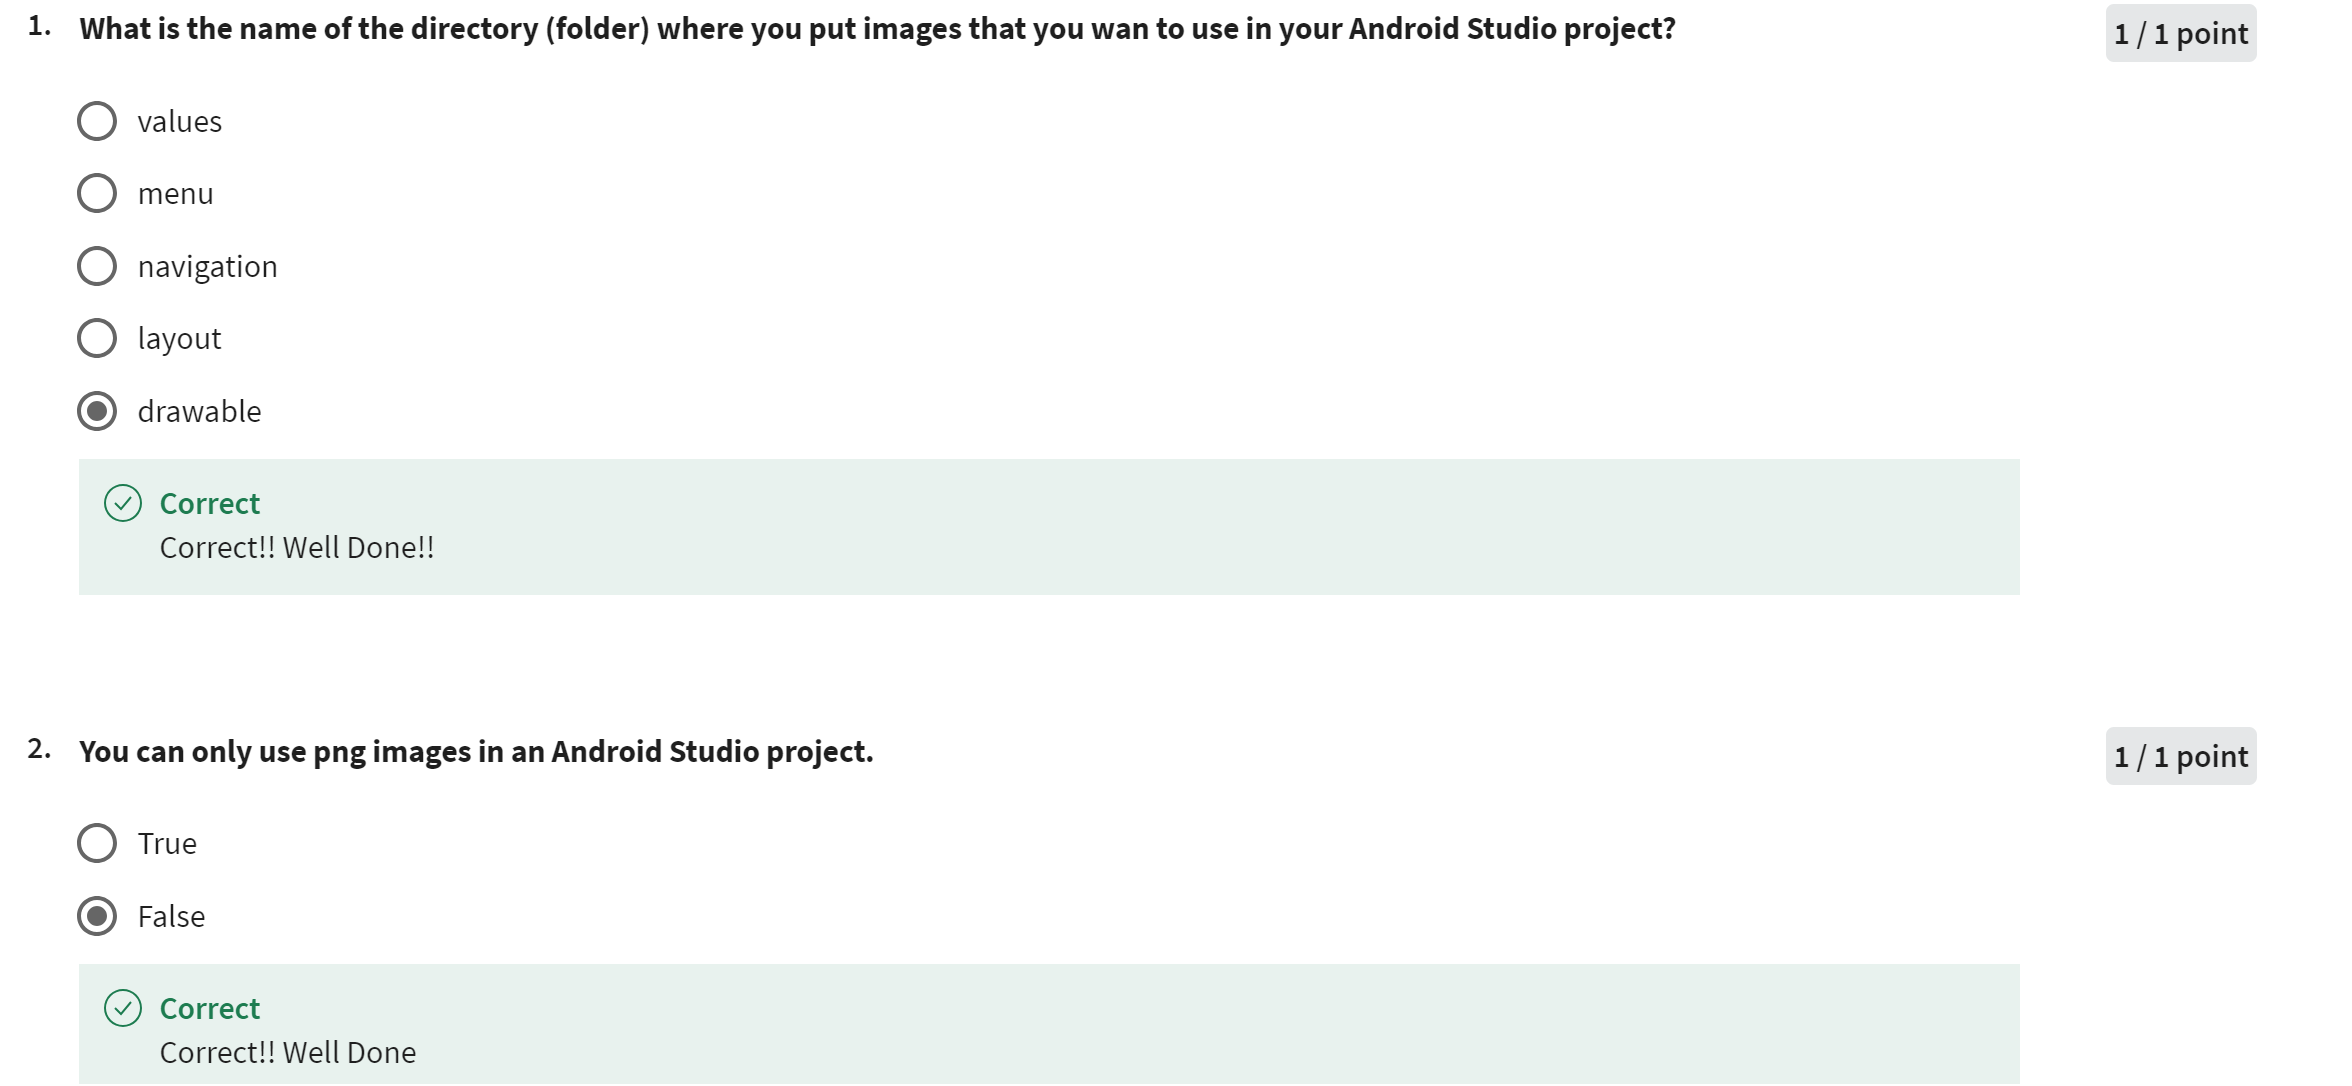 1. What is the name of the directory (folder) where you put images that you wan to use in your Android Studio project?
1 / 1 point
values
menu
navigation
layout
drawable
Correct
Correct!! Well Done!!
2. You can only use png images in an Android Studio project.
1 / 1 point
True
False
Correct
Correct!! Well Done